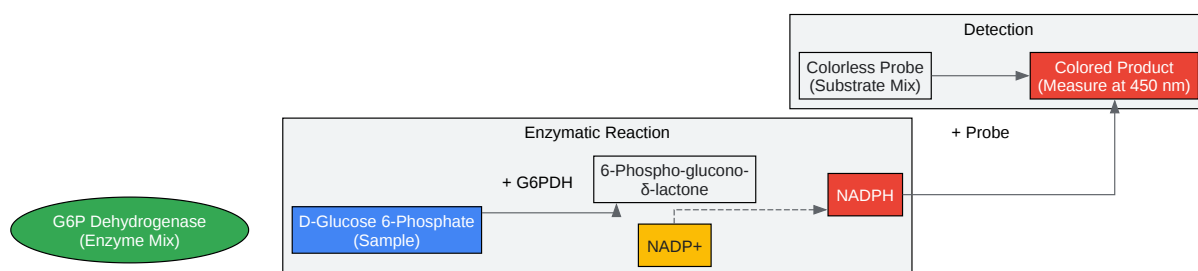 Detection
Colorless Probe
(Substrate Mix)
Colored Product
(Measure at 450 nm)
Enzymatic Reaction
+ Probe
+ G6PDH
6-Phospho-glucono-
δ-lactone
NADPH
G6P Dehydrogenase
(Enzyme Mix)
D-Glucose 6-Phosphate
(Sample)
NADP+